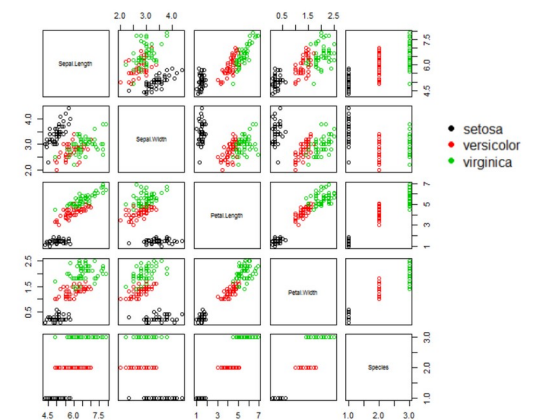 2.0 3.0 4.0 0.5 1.5 2.5
Sepal.Length
4.5 6.0 7.5
2.0 3.0 4.0
Sepal.Width
setosa
versicolor
virginica
Petal.Length
1 3 5 7
0.5 1.5 2.5
Petal.Width
Species
1.0 2.0 3.0
4.5 6.0 7.5 1 3 5 7 1.0 2.0 3.0